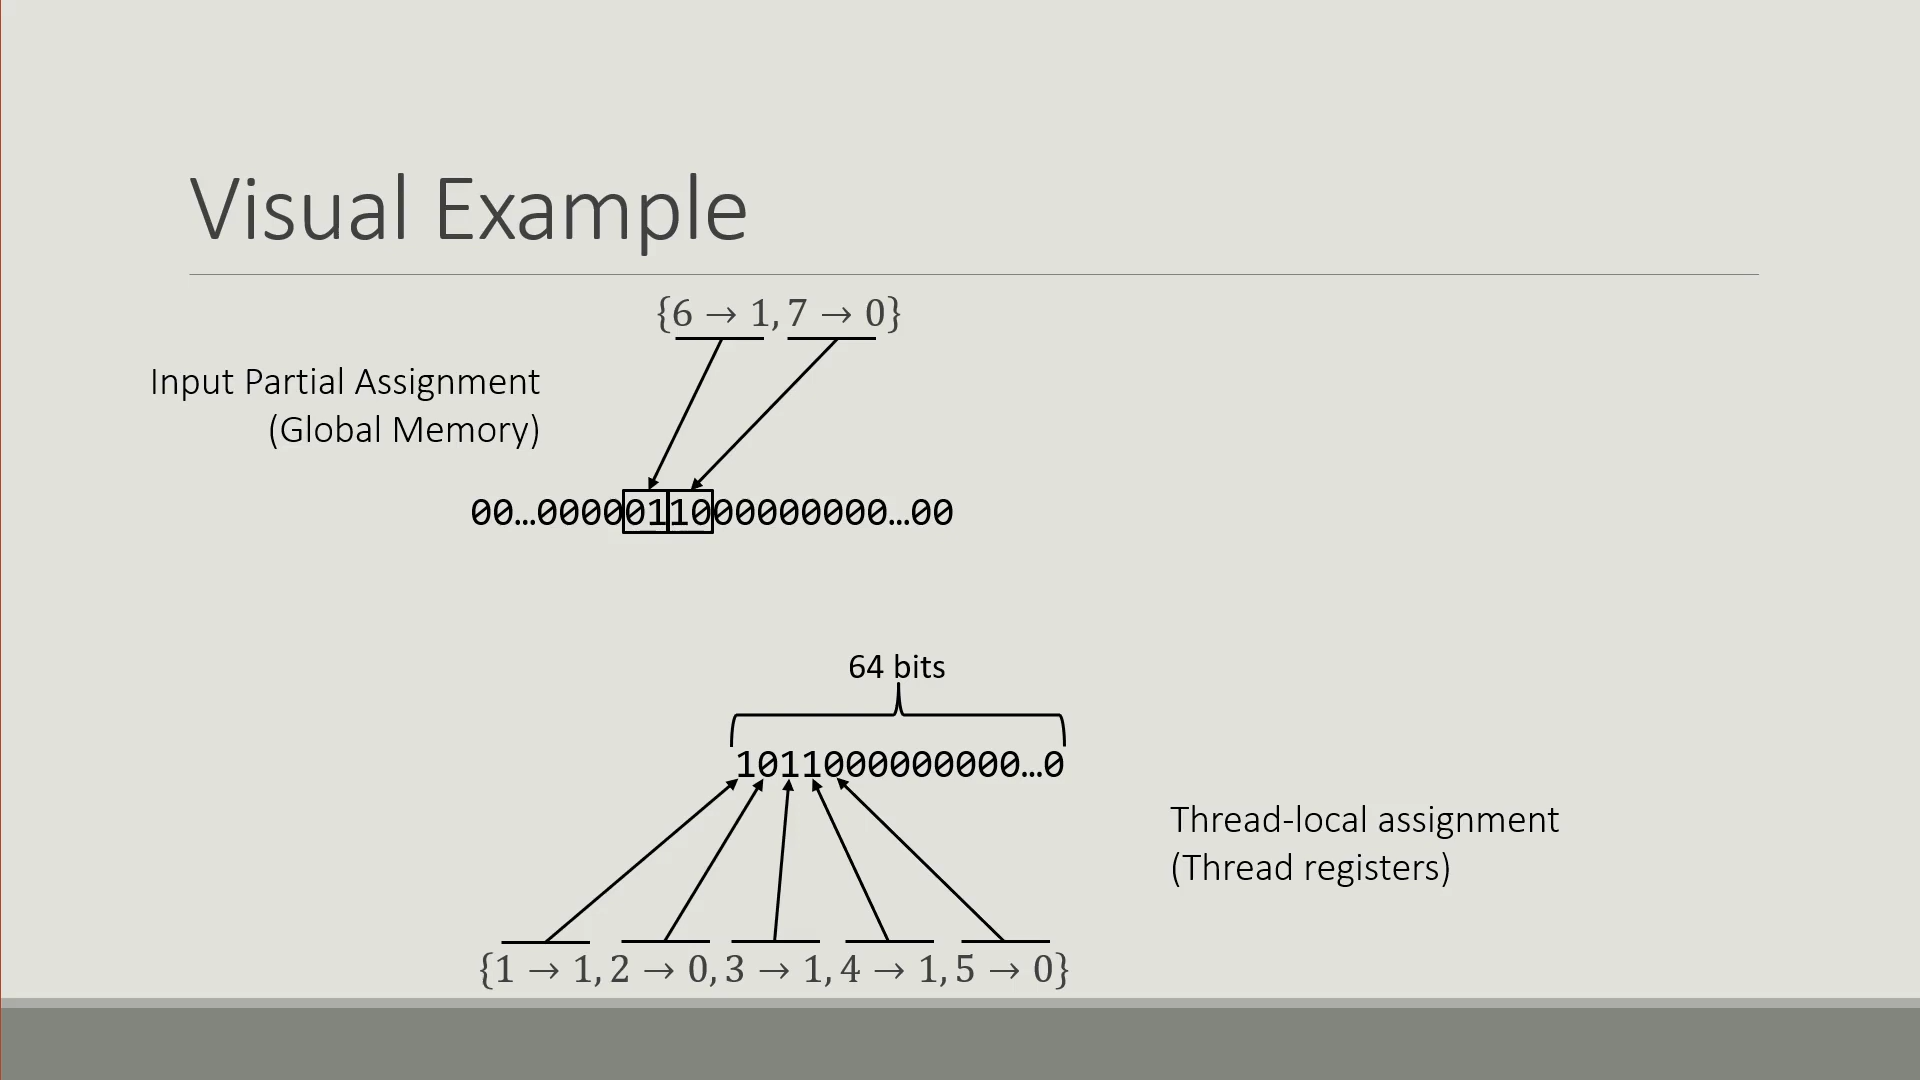 Visual Example
{6 → 1, 7 → 0}
Input Partial Assignment
(Global Memory)
00…0000011000000000…00
64 bits
1011000000000…0
Thread-local assignment
(Thread registers)
{1 → 1, 2 → 0, 3 → 1, 4 → 1, 5 → 0}